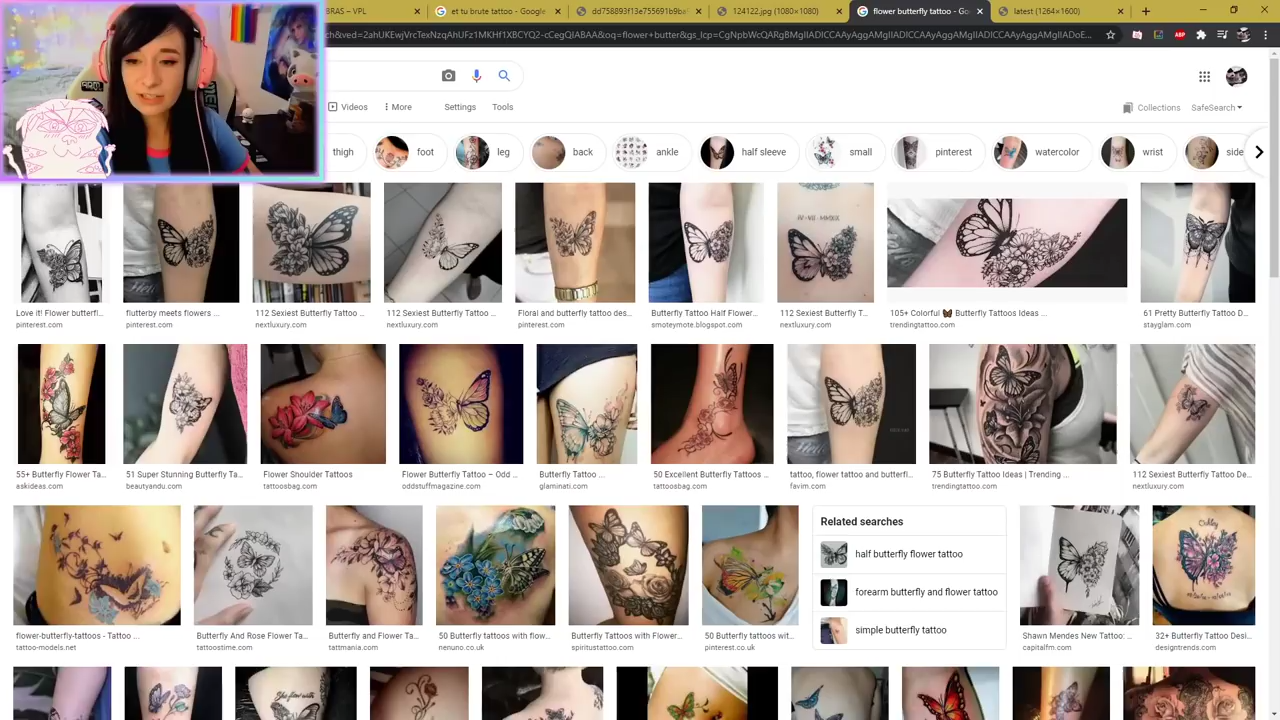 BRAS – VPL
et tu brute tattoo - Google
dd758893f13e755691b9ba
124122.jpg (1080×1080)
flower butterfly tattoo - Go
latest (1264×1600)
Videos
More
Settings
Tools
Collections
SafeSearch
thigh
foot
leg
back
ankle
half sleeve
small
pinterest
watercolor
wrist
side
Love it! Flower butterfl...
flutterby meets flowers ...
112 Sexiest Butterfly Tattoo ...
112 Sexiest Butterfly Tattoo ...
Floral and butterfly tattoo des...
Butterfly Tattoo Half Flower...
112 Sexiest Butterfly T...
105+ Colorful 🦋 Butterfly Tattoos Ideas ...
61 Pretty Butterfly Tattoo D...
pinterest.com
pinterest.com
nextluxury.com
nextluxury.com
pinterest.com
smoteymote.blogspot.com
nextluxury.com
trendingtattoo.com
stayglam.com
55+ Butterfly Flower Ta...
51 Super Stunning Butterfly Ta...
Flower Shoulder Tattoos
Flower Butterfly Tattoo – Odd ...
Butterfly Tattoo ...
50 Excellent Butterfly Tattoos ...
tattoo, flower tattoo and butterfl...
75 Butterfly Tattoo Ideas | Trending ...
112 Sexiest Butterfly Tattoo De...
askideas.com
beautyandu.com
tattoosbag.com
oddstuffmagazine.com
glaminati.com
tattoosbag.com
favim.com
trendingtattoo.com
nextluxury.com
Related searches
half butterfly flower tattoo
forearm butterfly and flower tattoo
simple butterfly tattoo
flower-butterfly-tattoos - Tattoo ...
Butterfly And Rose Flower Ta...
Butterfly and Flower Ta...
50 Butterfly tattoos with flow...
Butterfly Tattoos with Flower...
50 Butterfly tattoos wit...
Shawn Mendes New Tattoo: ...
32+ Butterfly Tattoo Desi...
tattoo-models.net
tattoostime.com
tattmania.com
nenuno.co.uk
spiritustattoo.com
pinterest.co.uk
capitalfm.com
designtrends.com